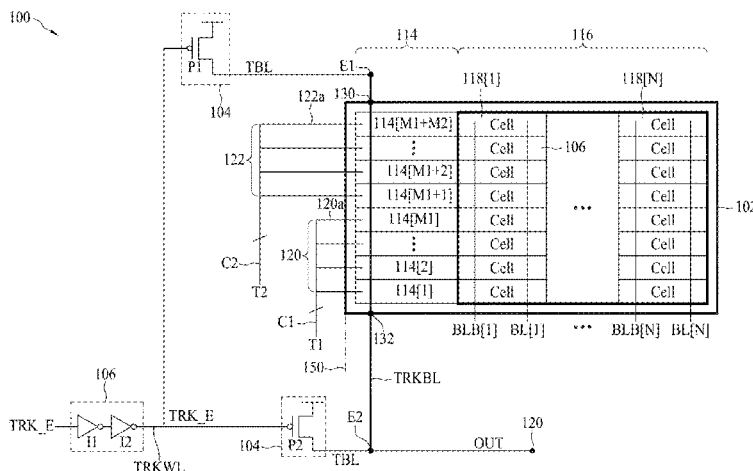 100
114
116
P1
TBL
E1
104
118[1]
118[N]
122a
130
114[M1+M2]
Cell
Cell
Cell
106
Cell
122
114[M1+2]
Cell
Cell
114[M1+1]
Cell
Cell
102
120a
114[M1]
Cell
Cell
Cell
Cell
120
114[2]
Cell
Cell
114[1]
Cell
Cell
C2
T2
C1
T1
132
BLB[1]
BL[1]
BLB[N]
BL[N]
150
TRKBL
106
TRK_E
I1
I2
TRK_E
TRKWL
P2
104
TBL
E2
OUT
120